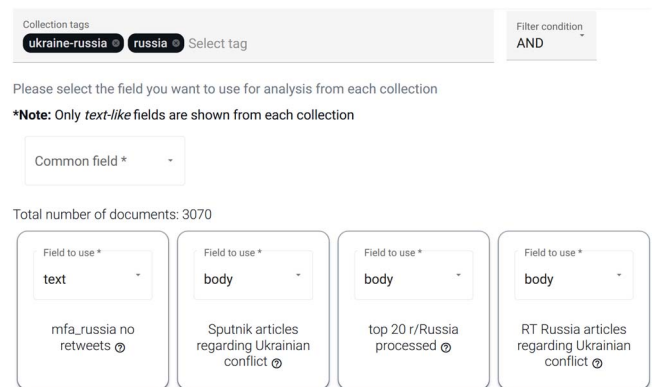 Collection tags
ukraine-russia russia Select tag
Filter condition
AND
Please select the field you want to use for analysis from each collection
*Note: Only text-like fields are shown from each collection
Common field *
Total number of documents: 3070
Field to use *
text
mfa_russia no
retweets
Field to use *
body
Sputnik articles
regarding Ukrainian
conflict
Field to use *
body
top 20 r/Russia
processed
Field to use *
body
RT Russia articles
regarding Ukrainian
conflict